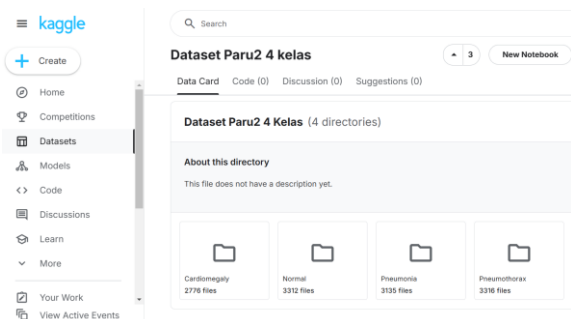 kaggle
Search
Create
Dataset Paru2 4 kelas
3
New Notebook
Data Card Code (0) Discussion (0) Suggestions (0)
Home
Competitions
Datasets
Models
Code
Discussions
Learn
More
Your Work
View Active Events
Dataset Paru2 4 Kelas (4 directories)
About this directory
This file does not have a description yet.
Cardiomegaly
2776 files
Normal
3312 files
Pneumonia
3135 files
Pneumothorax
3316 files